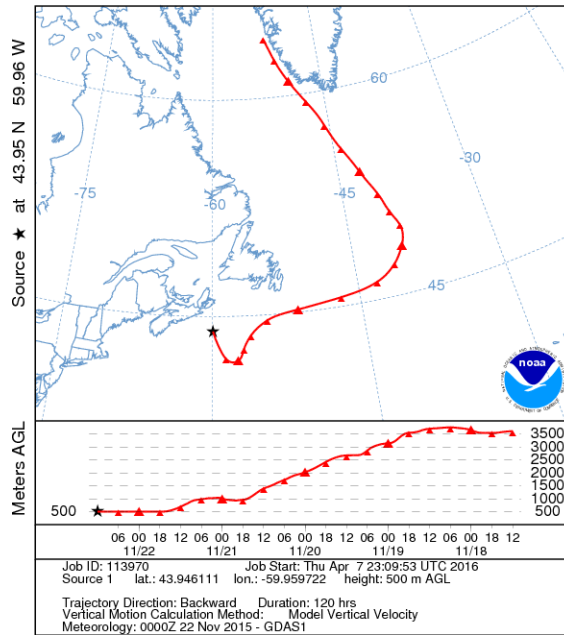 Source ★ at 43.95 N 59.96 W
60
-30
-75
-60
-45
45
noaa
Meters AGL
500
3500
3000
2500
2000
1500
1000
500
06 00 18 12 06 00 18 12 06 00 18 12 06 00 18 12 06 00 18 12
11/22 11/21 11/20 11/19 11/18
Job ID: 113970 Job Start: Thu Apr 7 23:09:53 UTC 2016
Source 1 lat.: 43.946111 lon.: -59.959722 height: 500 m AGL
Trajectory Direction: Backward Duration: 120 hrs
Vertical Motion Calculation Method: Model Vertical Velocity
Meteorology: 0000Z 22 Nov 2015 - GDAS1